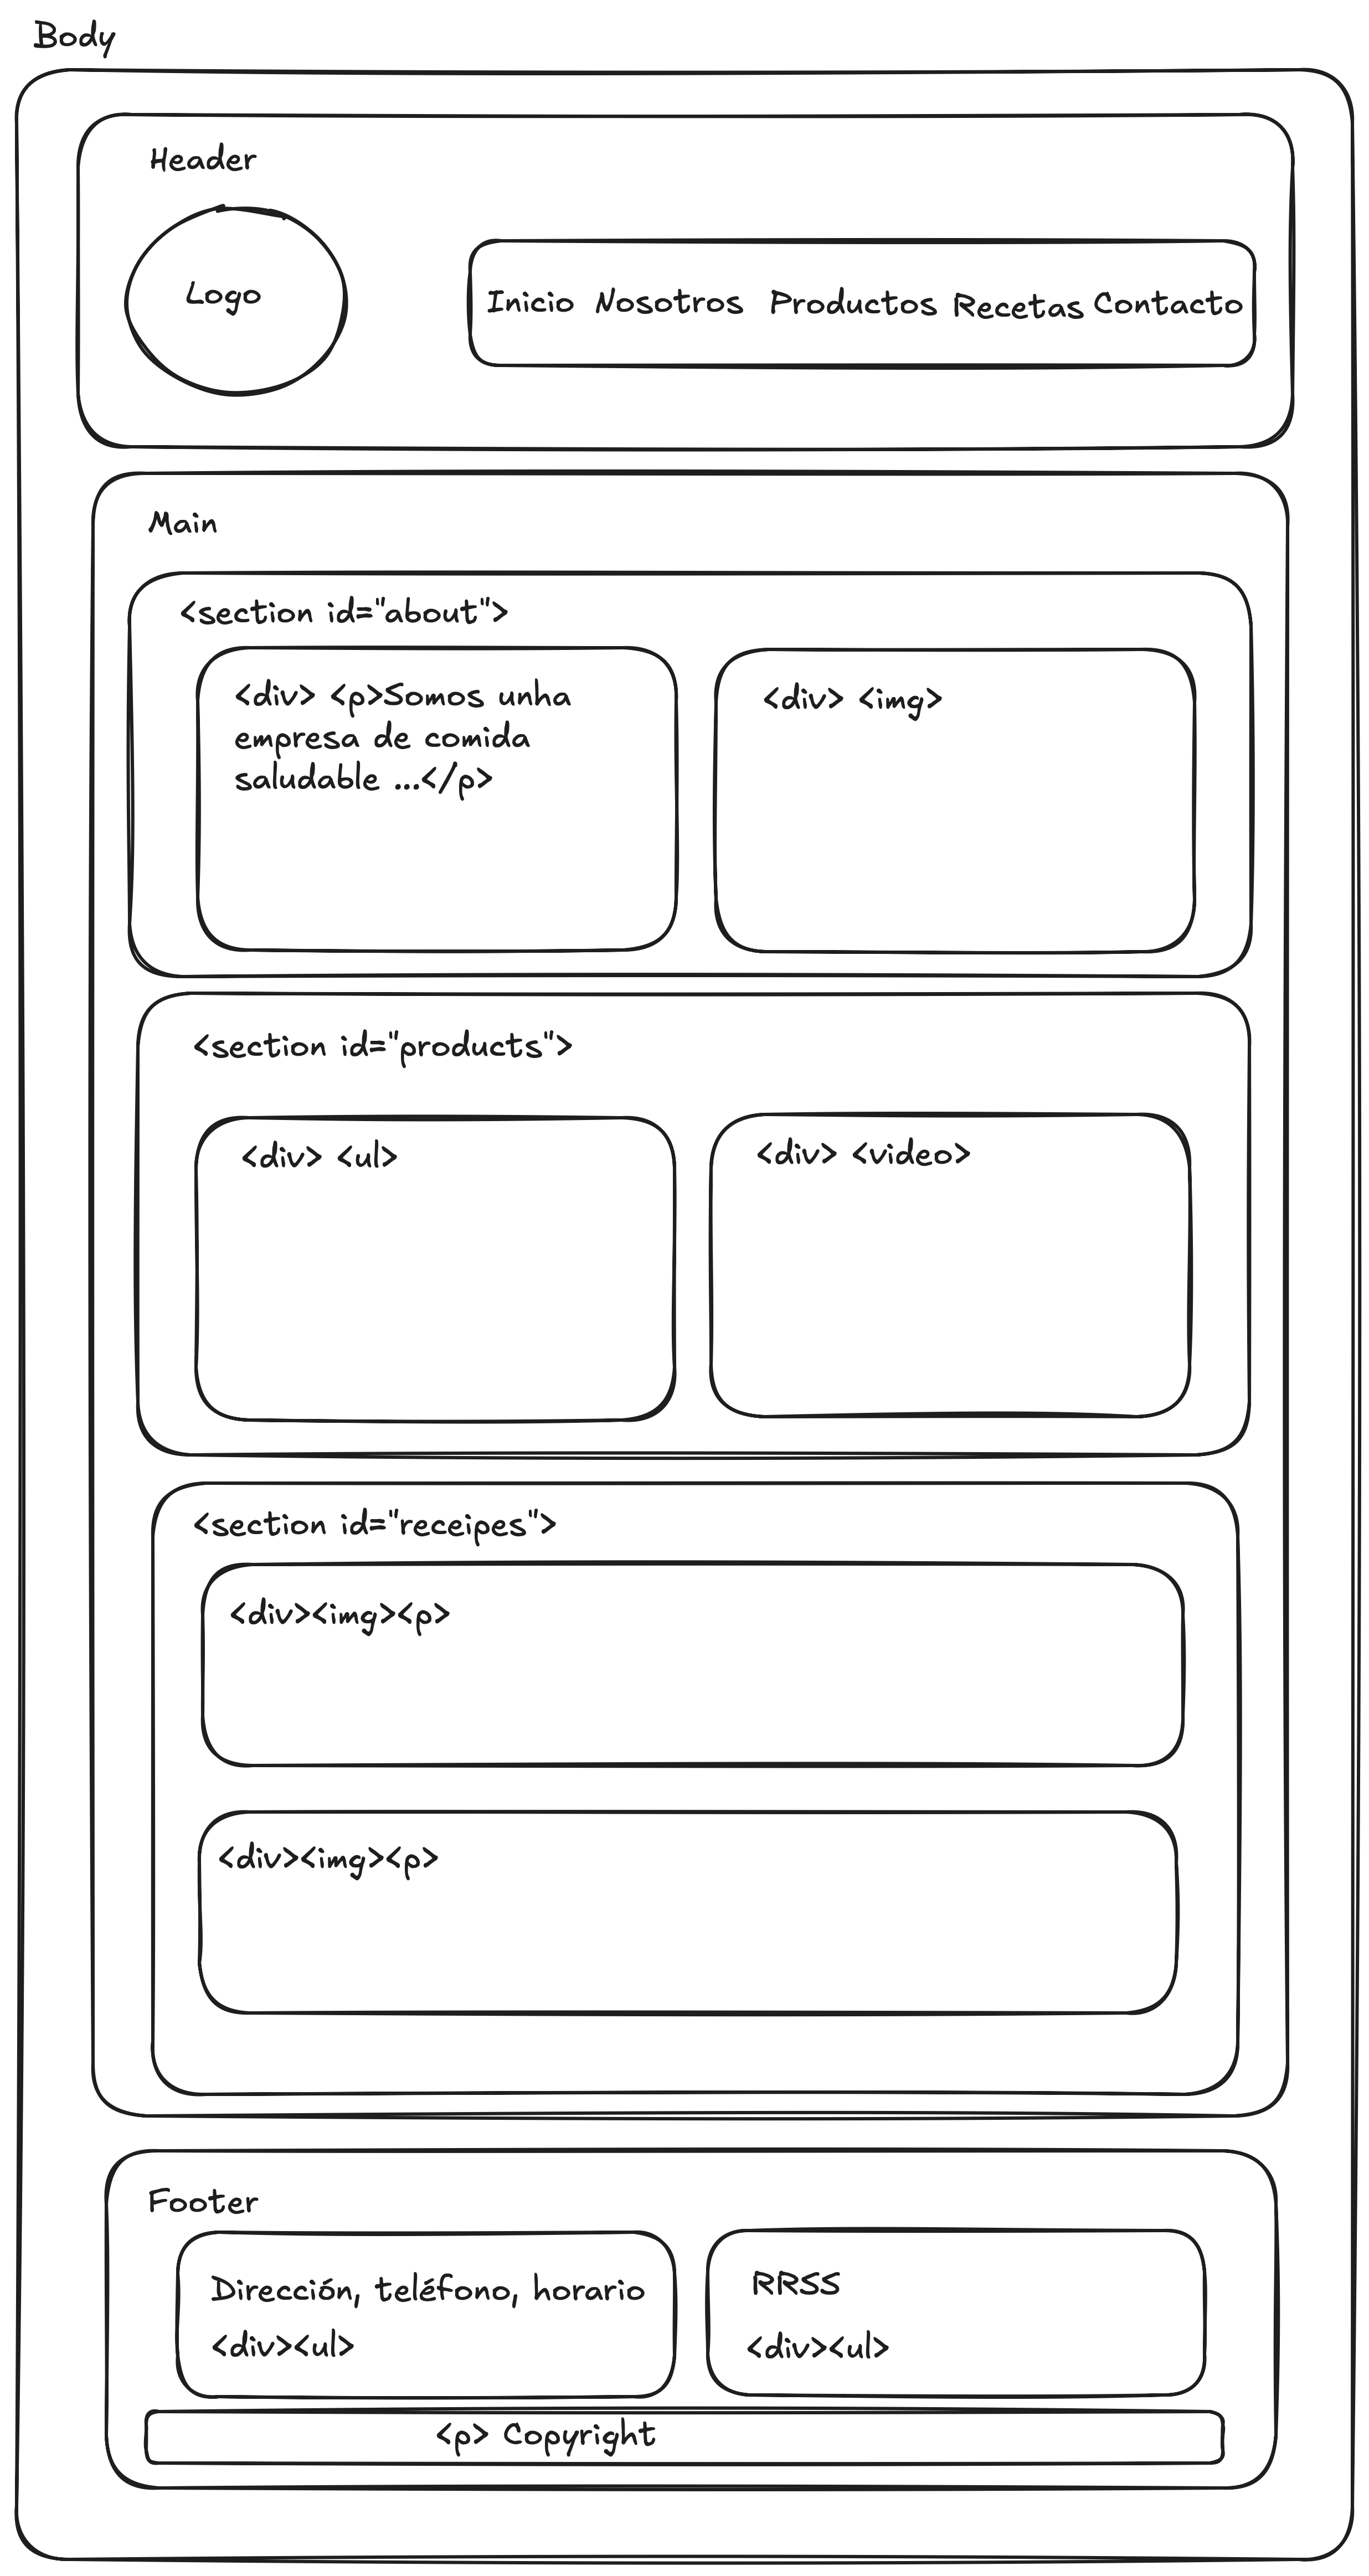 Body
Header
Logo
Inicio Nosotros Productos Recetas Contacto
Main
<section id="about">
<div> <p>Somos unha
empresa de comida
saludable ...</p>
<div> <img>
<section id="products">
<div> <ul>
<div> <video>
<section id="receipes">
<div><img><p>
<div><img><p>
Footer
Dirección, teléfono, horario
<div><ul>
RRSS
<div><ul>
<p> Copyright